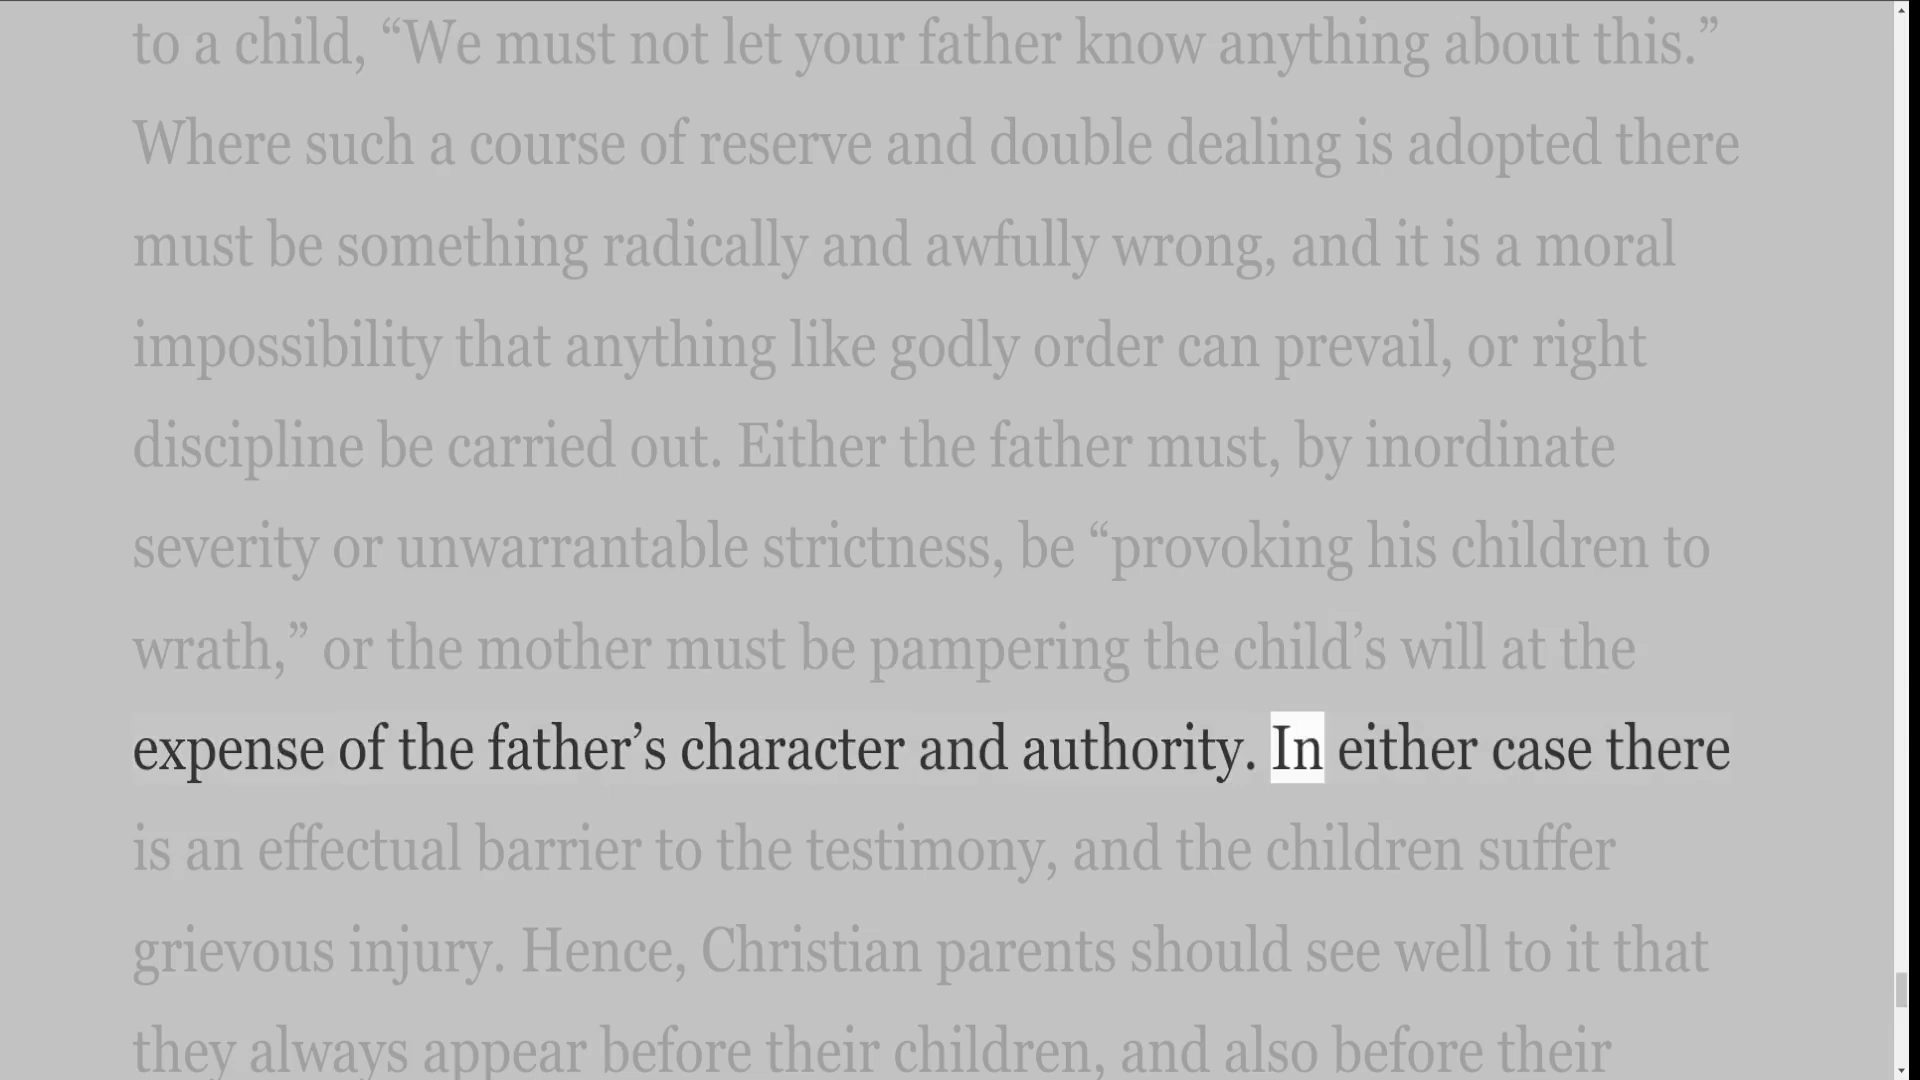 to a child, “We must not let your father know anything about this.”
Where such a course of reserve and double dealing is adopted there
must be something radically and awfully wrong, and it is a moral
impossibility that anything like godly order can prevail, or right
discipline be carried out. Either the father must, by inordinate
severity or unwarrantable strictness, be “provoking his children to
wrath,” or the mother must be pampering the child’s will at the
expense of the father’s character and authority. In either case there
is an effectual barrier to the testimony, and the children suffer
grievous injury. Hence, Christian parents should see well to it that
they always appear before their children, and also before their